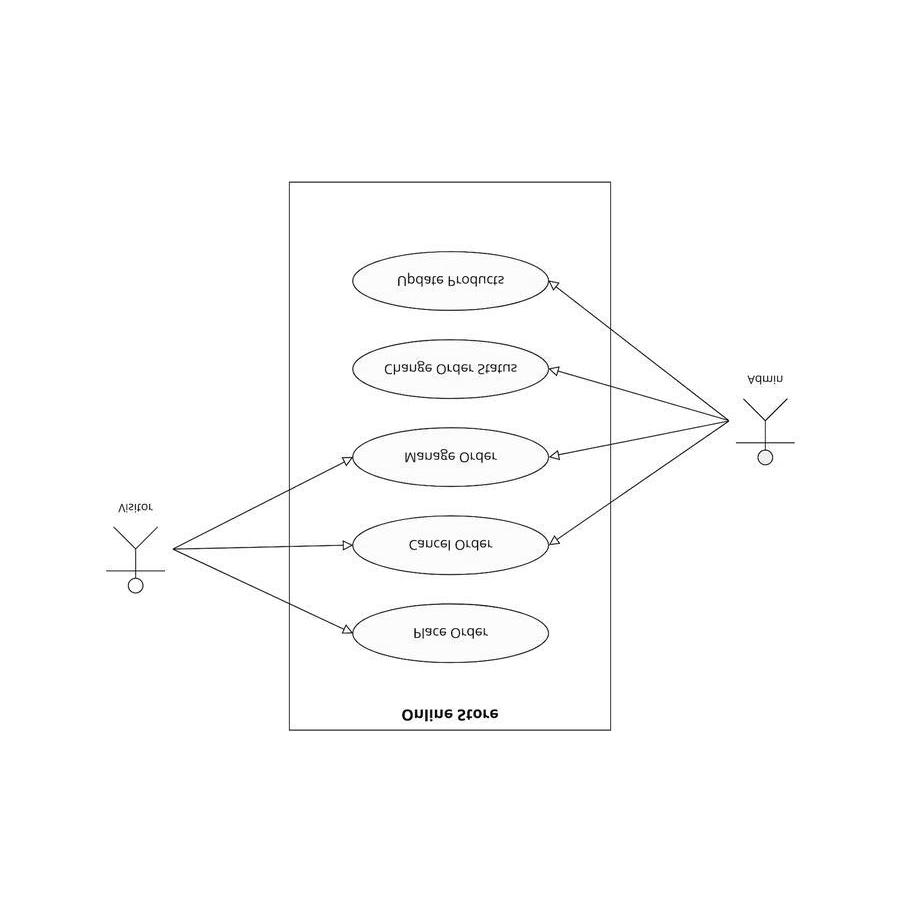 Online Store
Place Order
Cancel Order
Manage Order
Change Order Status
Update Products
Visitor
Admin